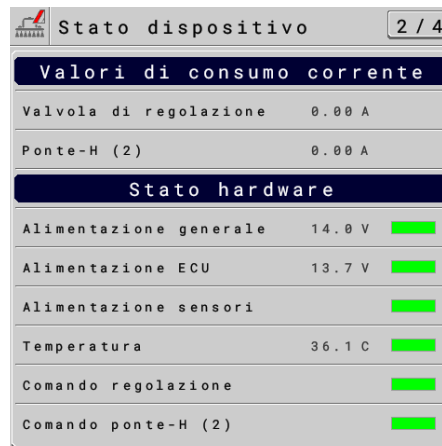 Stato dispositivo 2 / 4
Valori di consumo corrente
Valvola di regolazione 0.00 A
Ponte-H (2) 0.00 A
Stato hardware
Alimentazione generale 14.0 V
Alimentazione ECU 13.7 V
Alimentazione sensori
Temperatura 36.1 C
Comando regolazione
Comando ponte-H (2)